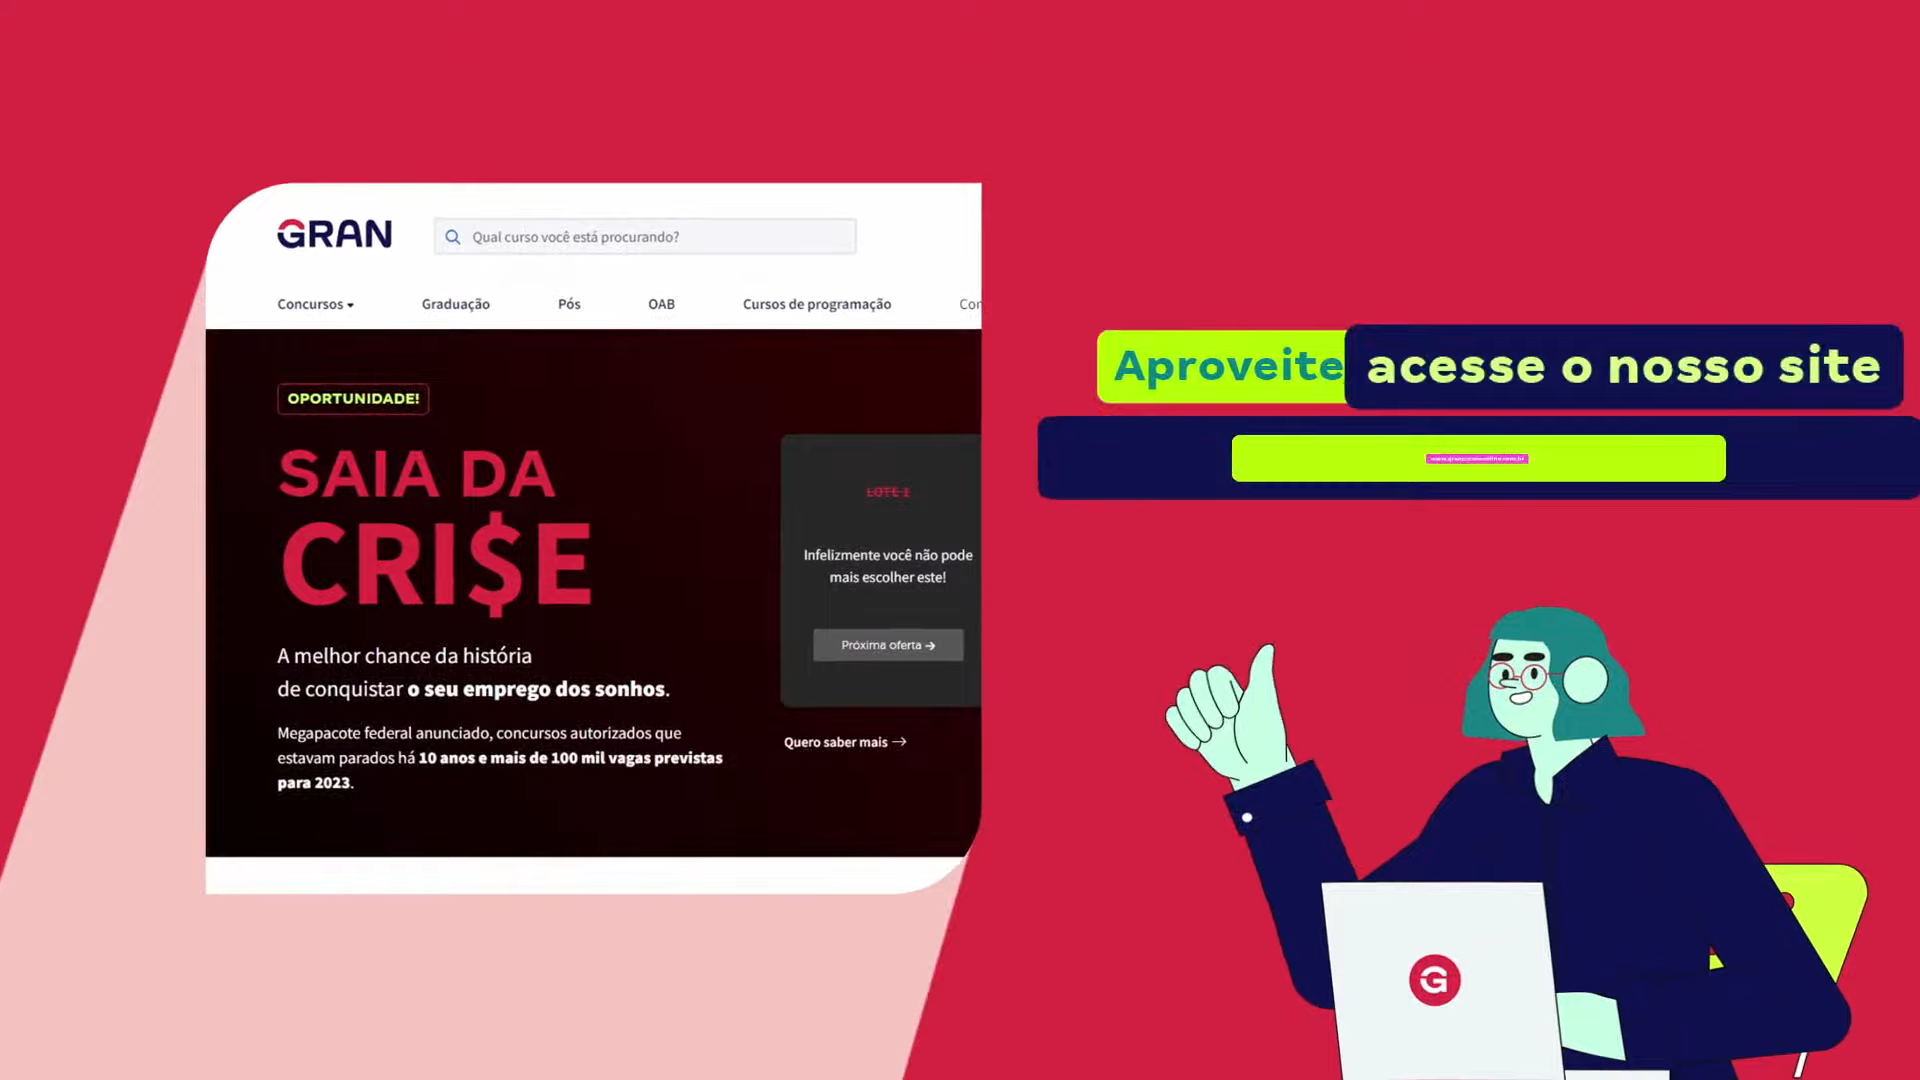 GRAN
Qual curso você está procurando?
Concursos
Graduação
Pós
OAB
Cursos de programação
OPORTUNIDADE!
SAIA DA
CRI$E
A melhor chance da história
de conquistar o seu emprego dos sonhos.
Megapacote federal anunciado, concursos autorizados que
estavam parados há 10 anos e mais de 100 mil vagas previstas
para 2023.
LOTE 1
Infelizmente você não pode
mais escolher este!
Próxima oferta →
Quero saber mais →
Aproveite acesse o nosso site
G